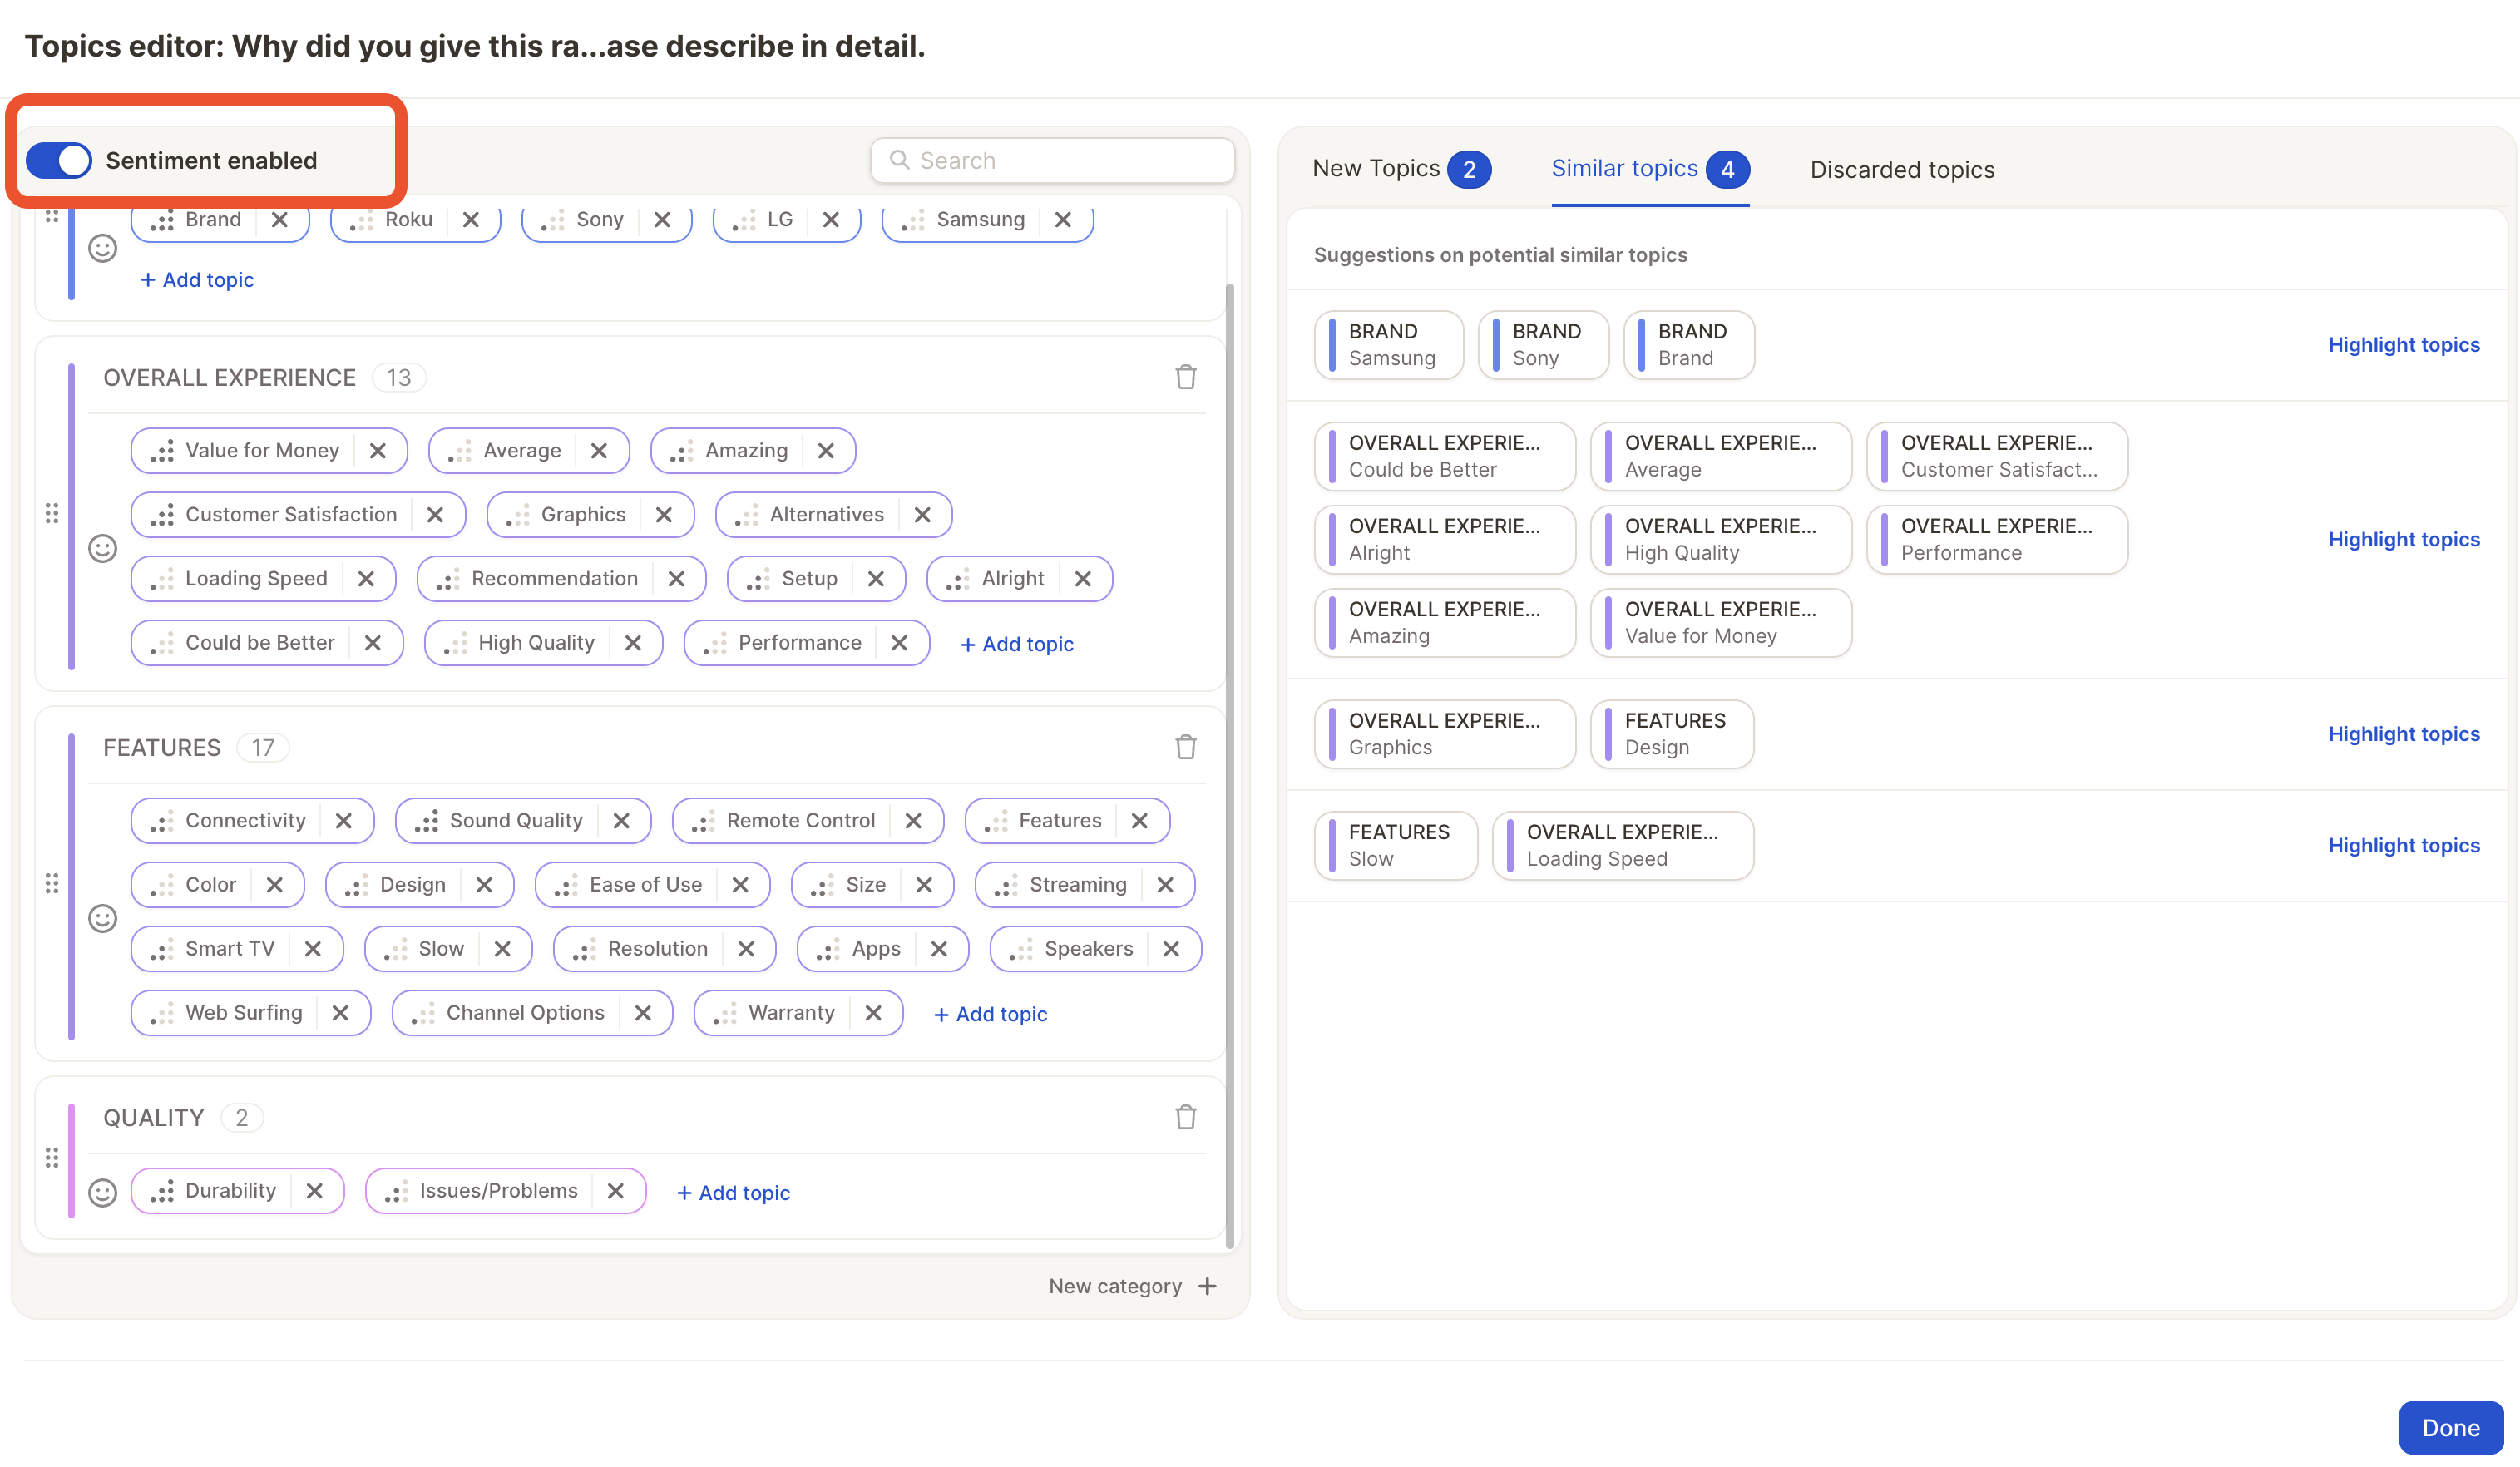 Topics editor: Why did you give this ra...ase describe in detail.
Sentiment enabled
Search
Brand Roku Sony LG Samsung
+ Add topic
OVERALL EXPERIENCE 13
Value for Money Average Amazing
Customer Satisfaction Graphics Alternatives
Loading Speed Recommendation Setup Alright
Could be Better High Quality Performance + Add topic
FEATURES 17
Connectivity Sound Quality Remote Control Features
Color Design Ease of Use Size Streaming
Smart TV Slow Resolution Apps Speakers
Web Surfing Channel Options Warranty + Add topic
QUALITY 2
Durability Issues/Problems + Add topic
New category +
New Topics 2 Similar topics 4 Discarded topics
Suggestions on potential similar topics
BRAND BRAND BRAND
Samsung Sony Brand
Highlight topics
OVERALL EXPERIE... OVERALL EXPERIE... OVERALL EXPERIE...
Could be Better Average Customer Satisfact...
OVERALL EXPERIE... OVERALL EXPERIE... OVERALL EXPERIE...
Alright High Quality Performance
Highlight topics
OVERALL EXPERIE... OVERALL EXPERIE...
Amazing Value for Money
OVERALL EXPERIE... FEATURES
Graphics Design
Highlight topics
FEATURES OVERALL EXPERIE...
Slow Loading Speed
Highlight topics
Done